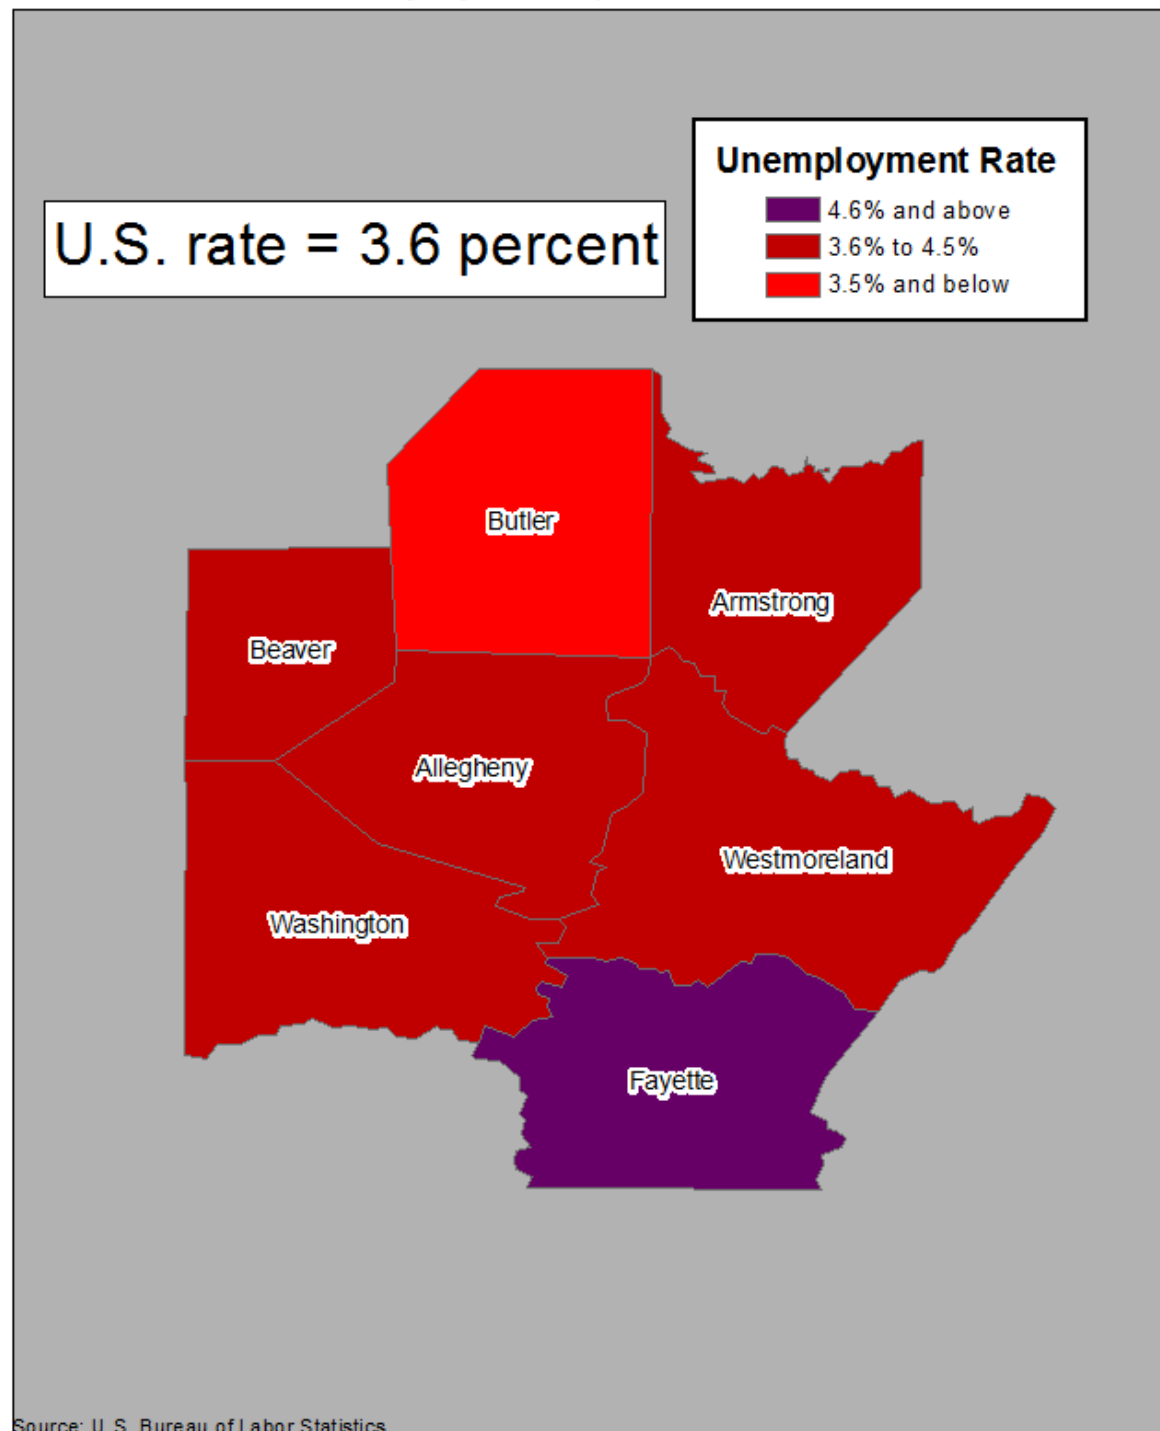 Unemployment Rate
4.6% and above
3.6% to 4.5%
3.5% and below
U.S. rate = 3.6 percent
Butler
Armstrong
Beaver
Allegheny
Westmoreland
Washington
Fayette
Source: U.S. Bureau of Labor Statistics